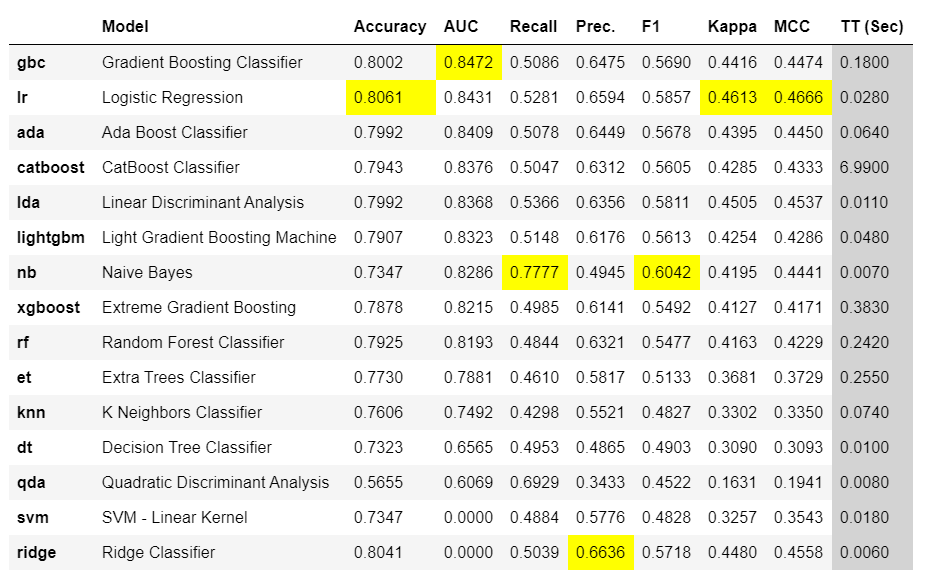 Model Accuracy AUC Recall Prec. F1 Kappa MCC TT (Sec)
gbc Gradient Boosting Classifier 0.8002 0.8472 0.5086 0.6475 0.5690 0.4416 0.4474 0.1800
lr Logistic Regression 0.8061 0.8431 0.5281 0.6594 0.5857 0.4613 0.4666 0.0280
ada Ada Boost Classifier 0.7992 0.8409 0.5078 0.6449 0.5678 0.4395 0.4450 0.0640
catboost CatBoost Classifier 0.7943 0.8376 0.5047 0.6312 0.5605 0.4285 0.4333 6.9900
lda Linear Discriminant Analysis 0.7992 0.8368 0.5366 0.6356 0.5811 0.4505 0.4537 0.0110
lightgbm Light Gradient Boosting Machine 0.7907 0.8323 0.5148 0.6176 0.5613 0.4254 0.4286 0.0480
nb Naive Bayes 0.7347 0.8286 0.7777 0.4945 0.6042 0.4195 0.4441 0.0070
xgboost Extreme Gradient Boosting 0.7878 0.8215 0.4985 0.6141 0.5492 0.4127 0.4171 0.3830
rf Random Forest Classifier 0.7925 0.8193 0.4844 0.6321 0.5477 0.4163 0.4229 0.2420
et Extra Trees Classifier 0.7730 0.7881 0.4610 0.5817 0.5133 0.3681 0.3729 0.2550
knn K Neighbors Classifier 0.7606 0.7492 0.4298 0.5521 0.4827 0.3302 0.3350 0.0740
dt Decision Tree Classifier 0.7323 0.6565 0.4953 0.4865 0.4903 0.3090 0.3093 0.0100
qda Quadratic Discriminant Analysis 0.5655 0.6069 0.6929 0.3433 0.4522 0.1631 0.1941 0.0080
svm SVM - Linear Kernel 0.7347 0.0000 0.4884 0.5776 0.4828 0.3257 0.3543 0.0180
ridge Ridge Classifier 0.8041 0.0000 0.5039 0.6636 0.5718 0.4480 0.4558 0.0060